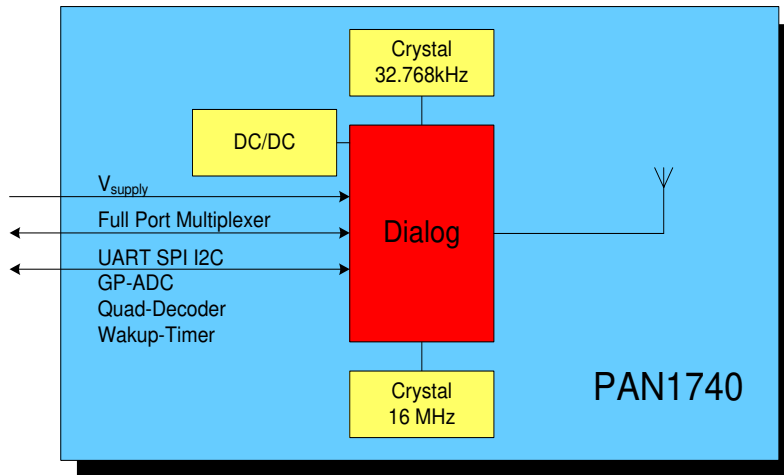 Crystal
32.768kHz
DC/DC
Vsupply
Full Port Multiplexer
Dialog
UART SPI I2C
GP-ADC
Quad-Decoder
Wakup-Timer
Crystal
16 MHz
PAN1740